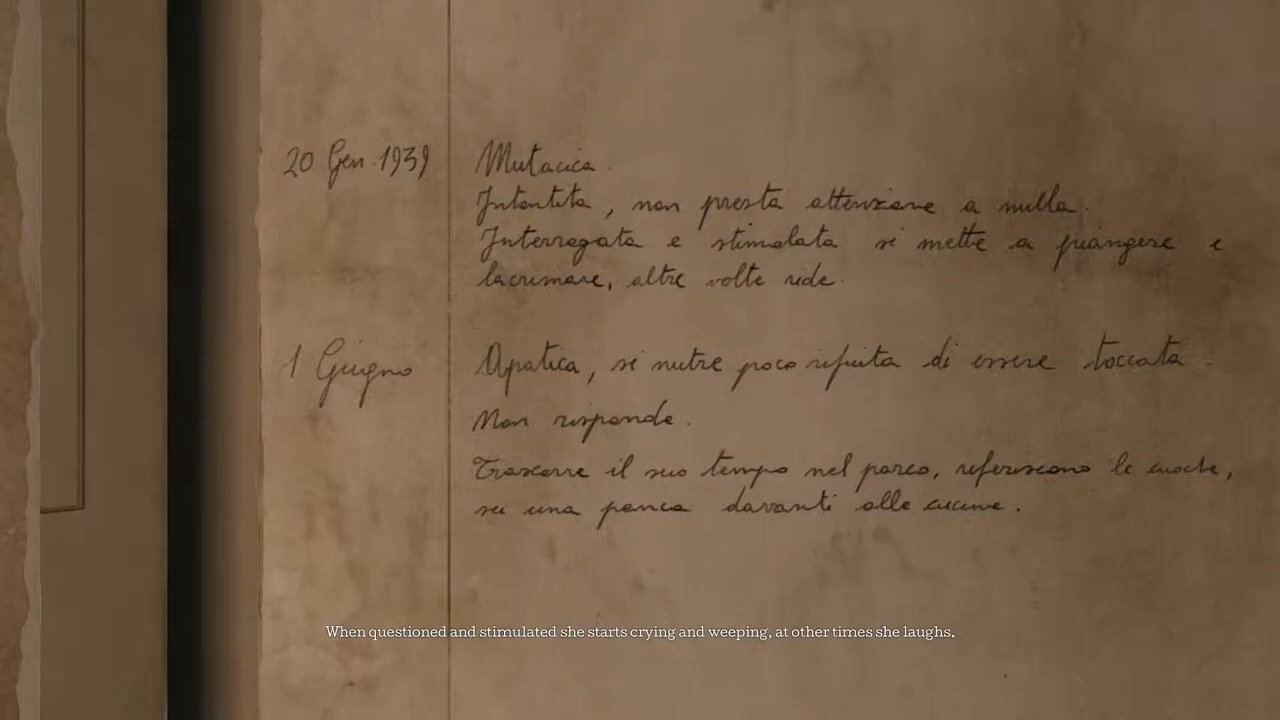 20 Gen. 1939 Mutacica.
Intontita, non presta attenzione a nulla.
Interrogata e stimolata si mette a piangere e
lacrimare, altre volte ride.
1 Giugno Apatica, si nutre poco rifiuta di essere toccata.
Non risponde.
Trascorre il suo tempo nel parco, riferiscono le cuoche,
su una panca davanti alle cucine.
When questioned and stimulated she starts crying and weeping, at other times she laughs.